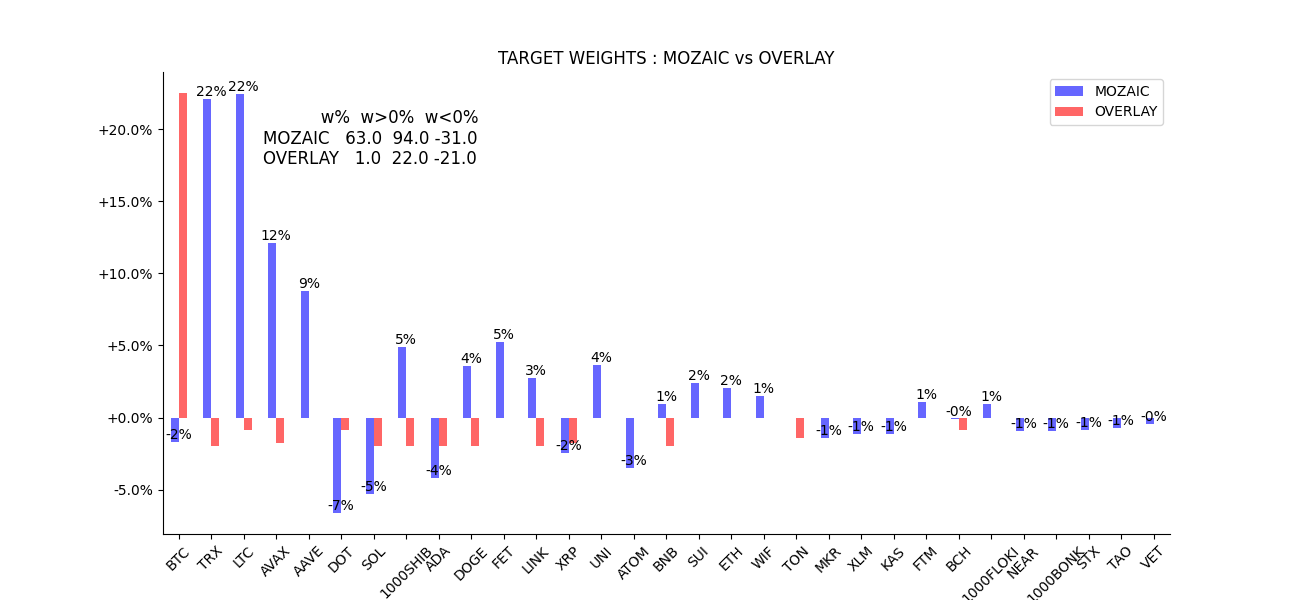 TARGET WEIGHTS : MOZAIC vs OVERLAY
MOZAIC
OVERLAY
w% w>0% w<0%
MOZAIC 63.0 94.0 -31.0
OVERLAY 1.0 22.0 -21.0
+20.0%
+15.0%
+10.0%
+5.0%
+0.0%
-5.0%
-2%
22%
22%
12%
9%
-7%
-5%
5%
-4%
4%
5%
3%
-2%
4%
-3%
1%
2%
2%
1%
-1%
-1%
-1%
1%
-0%
1%
-1%
-1%
-1%
-1%
-0%
BTC
TRX
LTC
AVAX
AAVE
DOT
SOL
1000SHIB
ADA
DOGE
FET
LINK
XRP
UNI
ATOM
BNB
SUI
ETH
WIF
TON
MKR
XLM
KAS
FTM
BCH
1000FLOKI
NEAR
1000BONK
STX
TAO
VET